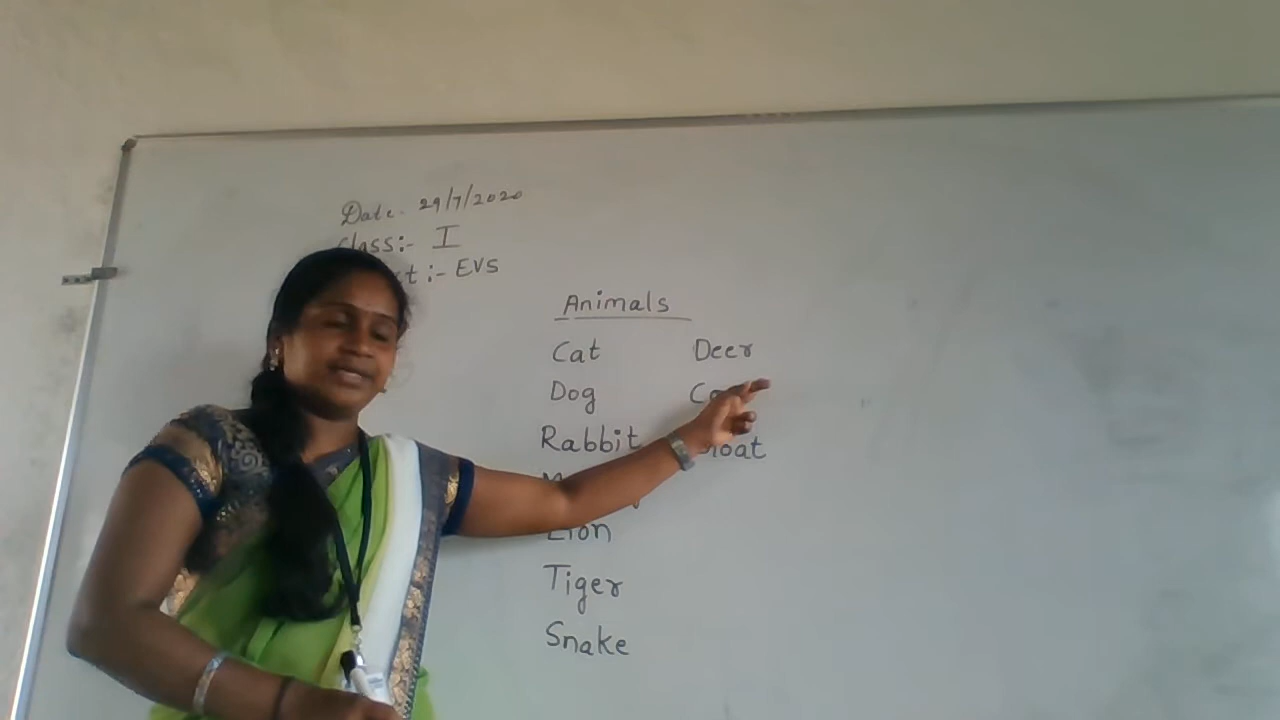 Date. 29/7/2020
Class:- I
:- EVS
Animals
Cat Deer
Dog
Rabbit
Lion
Tiger
Snake